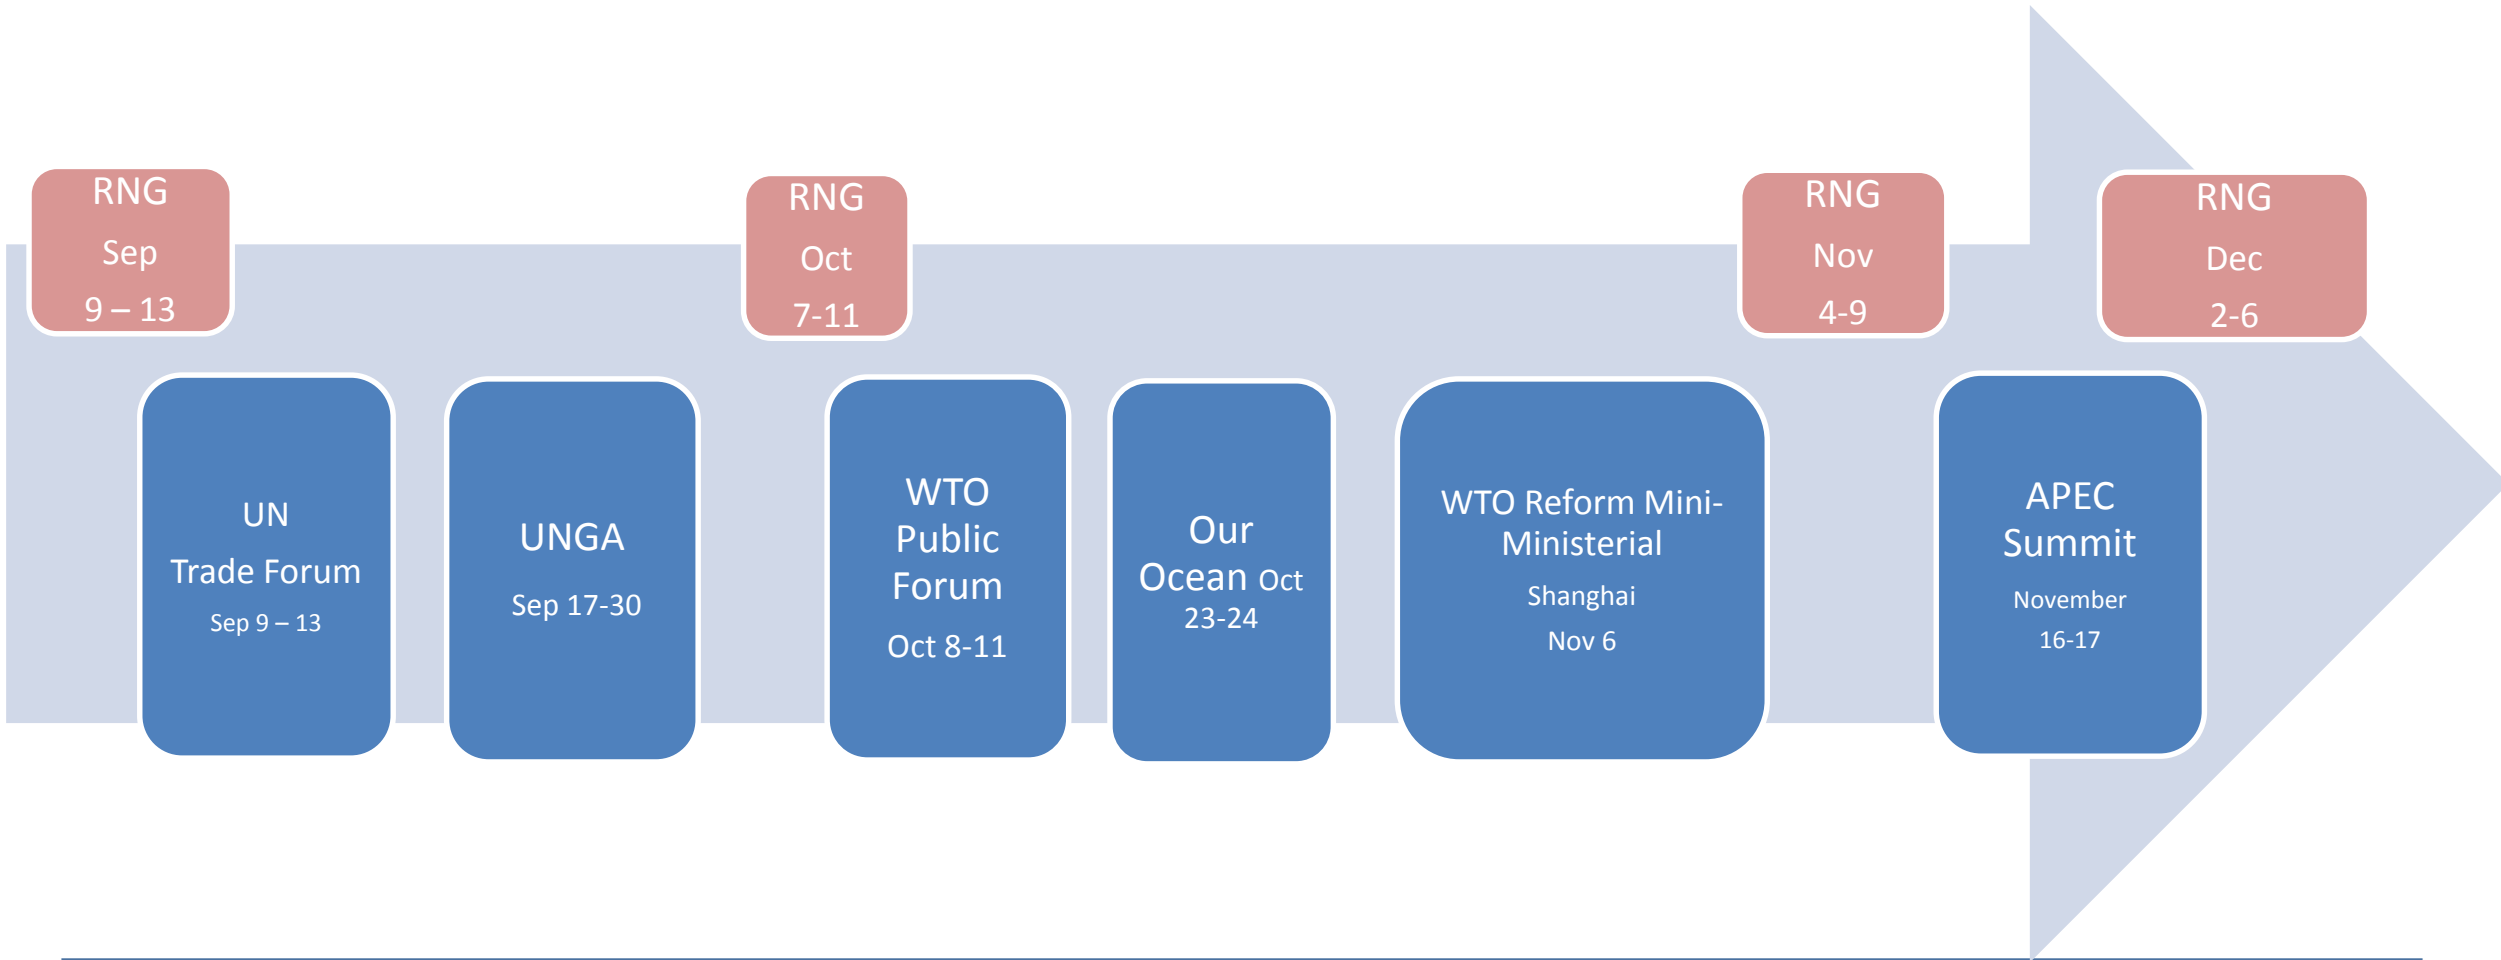 RNG
Sep
9 – 13
RNG
Oct
7-11
RNG
Nov
4-9
RNG
Dec
2-6
UN
Trade Forum
Sep 9 – 13
UNGA
Sep 17-30
WTO
Public
Forum
Oct 8-11
Our
Ocean Oct
23-24
WTO Reform Mini-
Ministerial
Shanghai
Nov 6
APEC
Summit
November
16-17